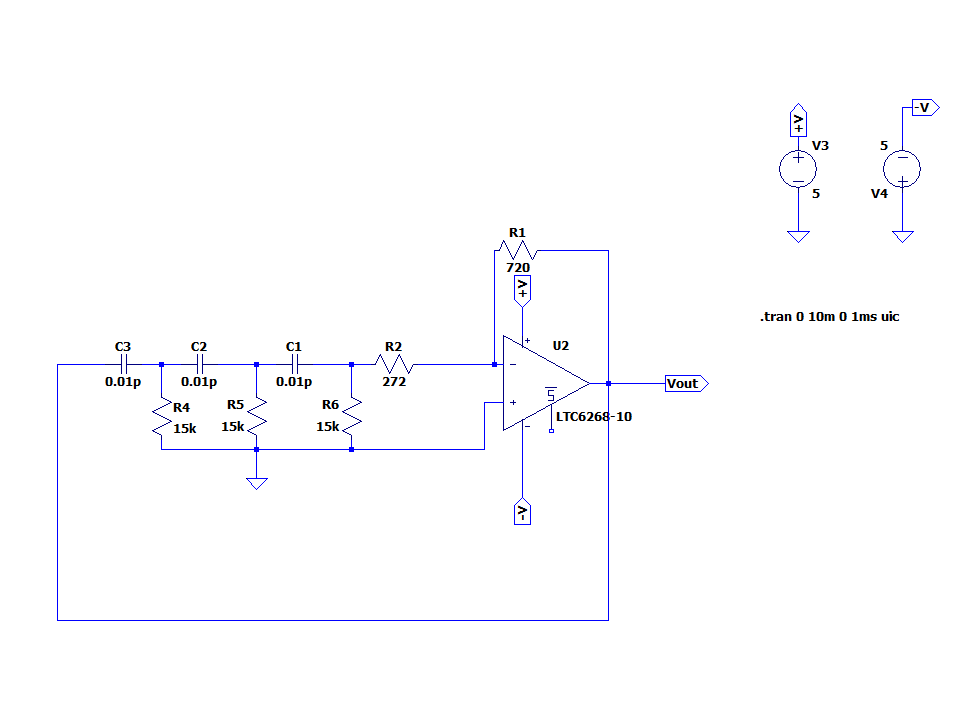 -V
+V
V3
5
5
V4
R1
720
+V
.tran 0 10m 0 1ms uic
C3
C2
C1
R2
U2
0.01p
0.01p
0.01p
272
Vout
R4
R5
R6
15k
15k
15k
S
LTC6268-10
-V